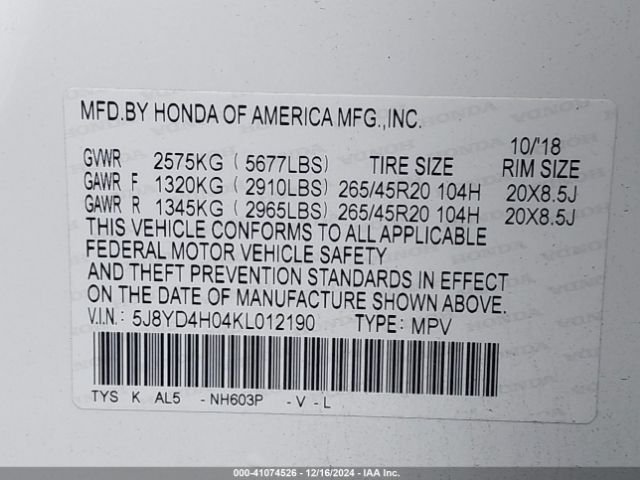 MFD.BY HONDA OF AMERICA MFG.,INC.
10/'18
GVWR 2575KG ( 5677LBS) TIRE SIZE RIM SIZE
GAWR F 1320KG ( 2910LBS) 265/45R20 104H 20X8.5J
GAWR R 1345KG ( 2965LBS) 265/45R20 104H 20X8.5J
THIS VEHICLE CONFORMS TO ALL APPLICABLE
FEDERAL MOTOR VEHICLE SAFETY
AND THEFT PREVENTION STANDARDS IN EFFECT
ON THE DATE OF MANUFACTURE SHOWN ABOVE.
V.I.N.: 5J8YD4H04KL012190 TYPE: MPV
TYS K AL5 -NH603P -V-L
000-41074526 - 12/16/2024 - IAA Inc.